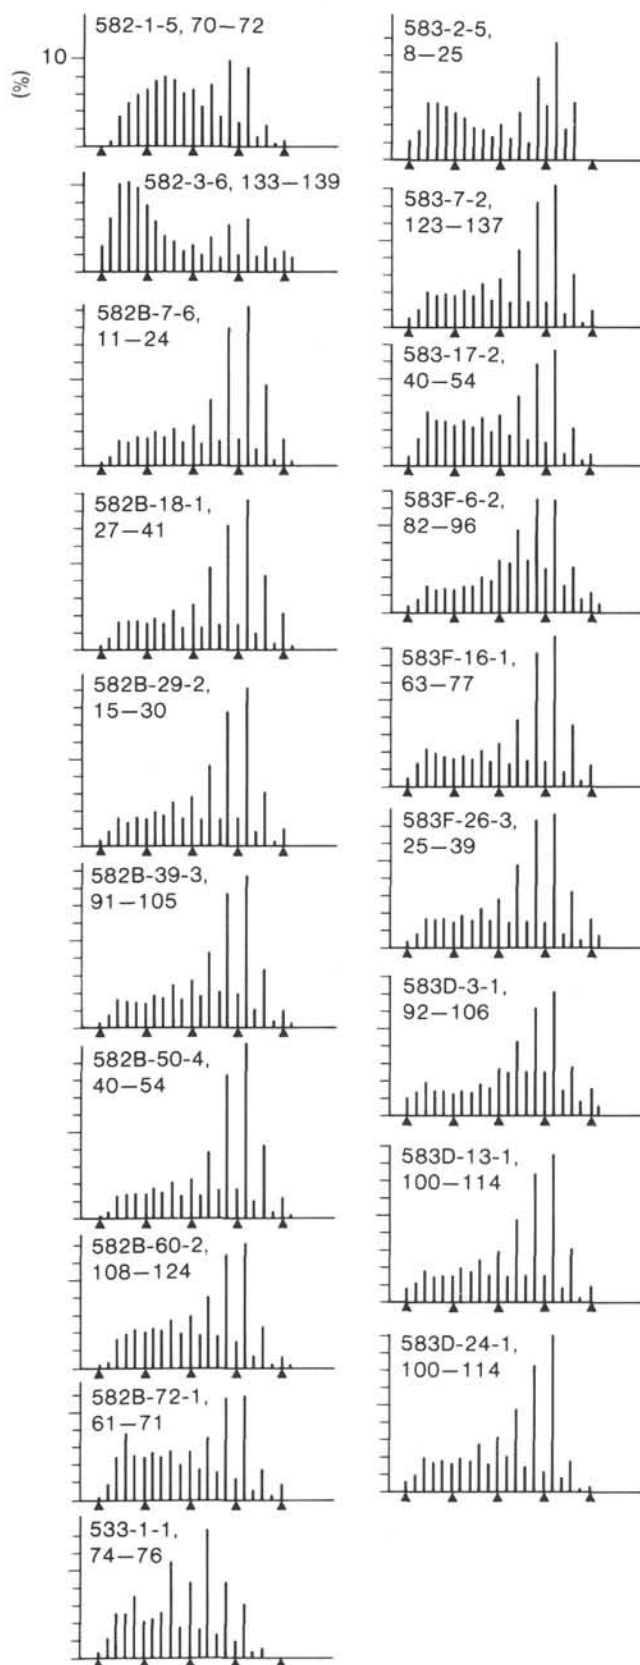 582-1-5, 70—72
10
(%)
582-3-6, 133—139
582B-7-6,
11—24
582B-18-1,
27—41
582B-29-2,
15—30
582B-39-3,
91—105
582B-50-4,
40—54
582B-60-2,
108—124
582B-72-1,
61—71
533-1-1,
74—76
583-2-5,
8—25
583-7-2,
123—137
583-17-2,
40—54
583F-6-2,
82—96
583F-16-1,
63—77
583F-26-3,
25—39
583D-3-1,
92—106
583D-13-1,
100—114
583D-24-1,
100—114